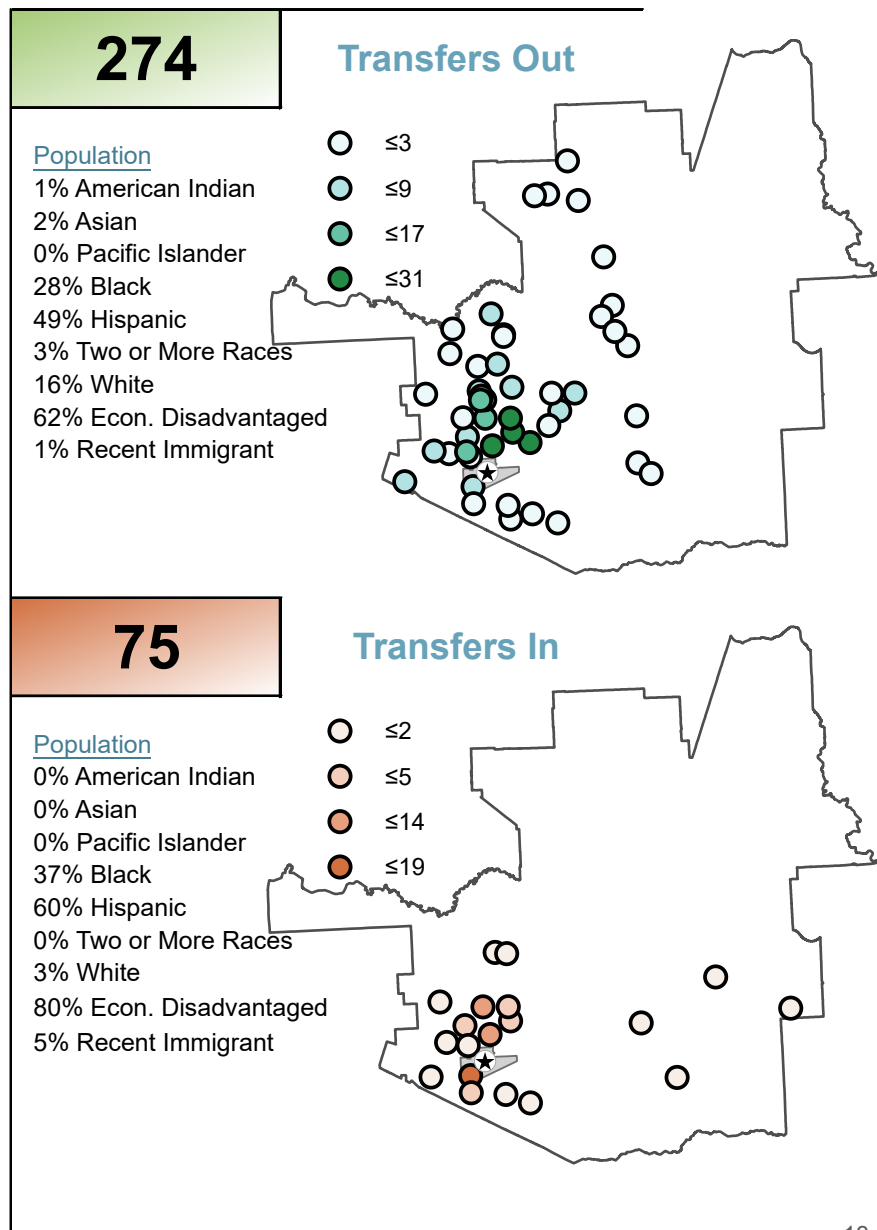 274
Transfers Out
Population
1% American Indian
2% Asian
0% Pacific Islander
28% Black
49% Hispanic
3% Two or More Races
16% White
62% Econ. Disadvantaged
1% Recent Immigrant
≤3
≤9
≤17
≤31
75
Transfers In
Population
0% American Indian
0% Asian
0% Pacific Islander
37% Black
60% Hispanic
0% Two or More Races
3% White
80% Econ. Disadvantaged
5% Recent Immigrant
≤2
≤5
≤14
≤19